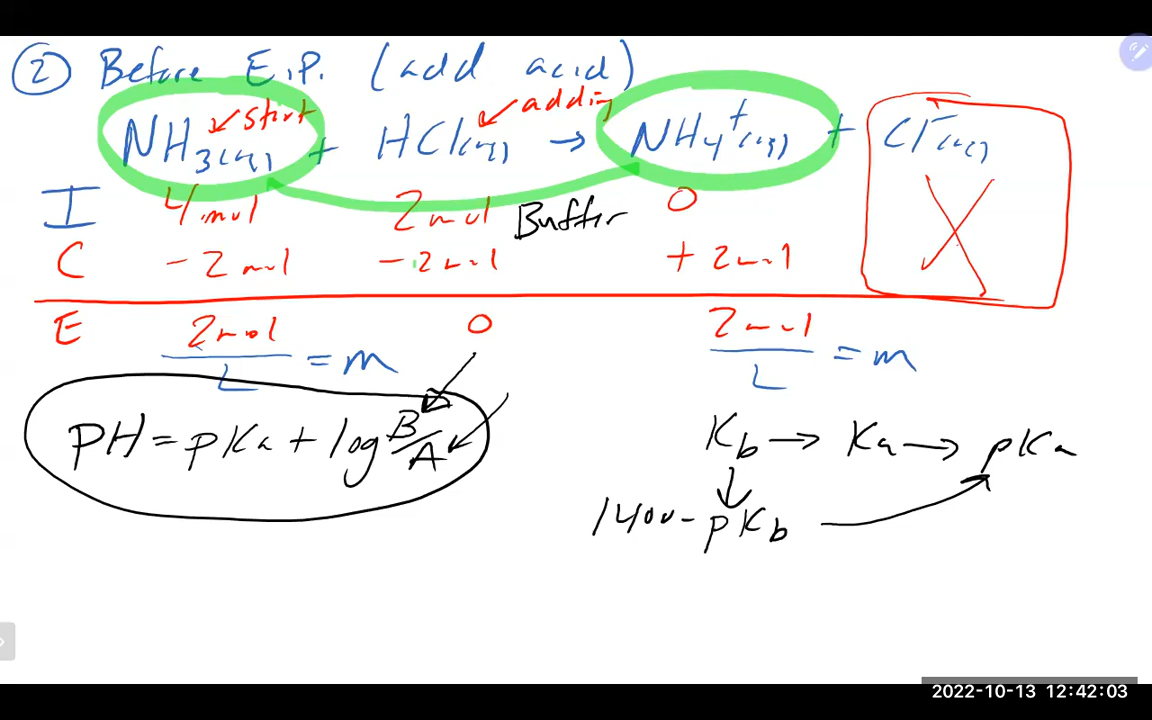 ② Before E.P. (add acid)
start adding
NH₃(aq) + HCl(aq) → NH₄⁺(aq) + Cl⁻(aq)
I 4 mol 2 mol Buffer 0
C - 2 mol - 2 mol + 2 mol
E 2 mol 0 2 mol
L = m L = m
pH = pKa + log B/A
Kb → Ka → pKa
1400 - pKb
2022-10-13 12:42:03